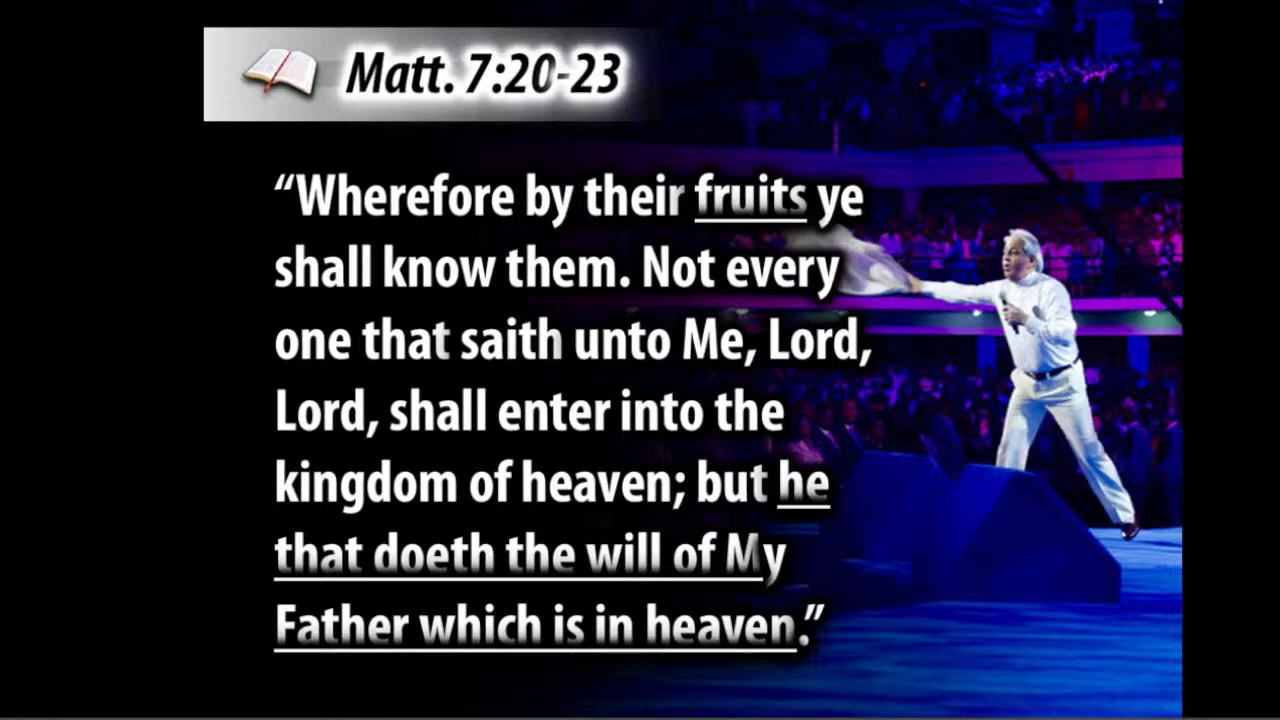 Matt. 7:20-23
“Wherefore by their fruits ye
shall know them. Not every
one that saith unto Me, Lord,
Lord, shall enter into the
kingdom of heaven; but he
that doeth the will of My
Father which is in heaven.”